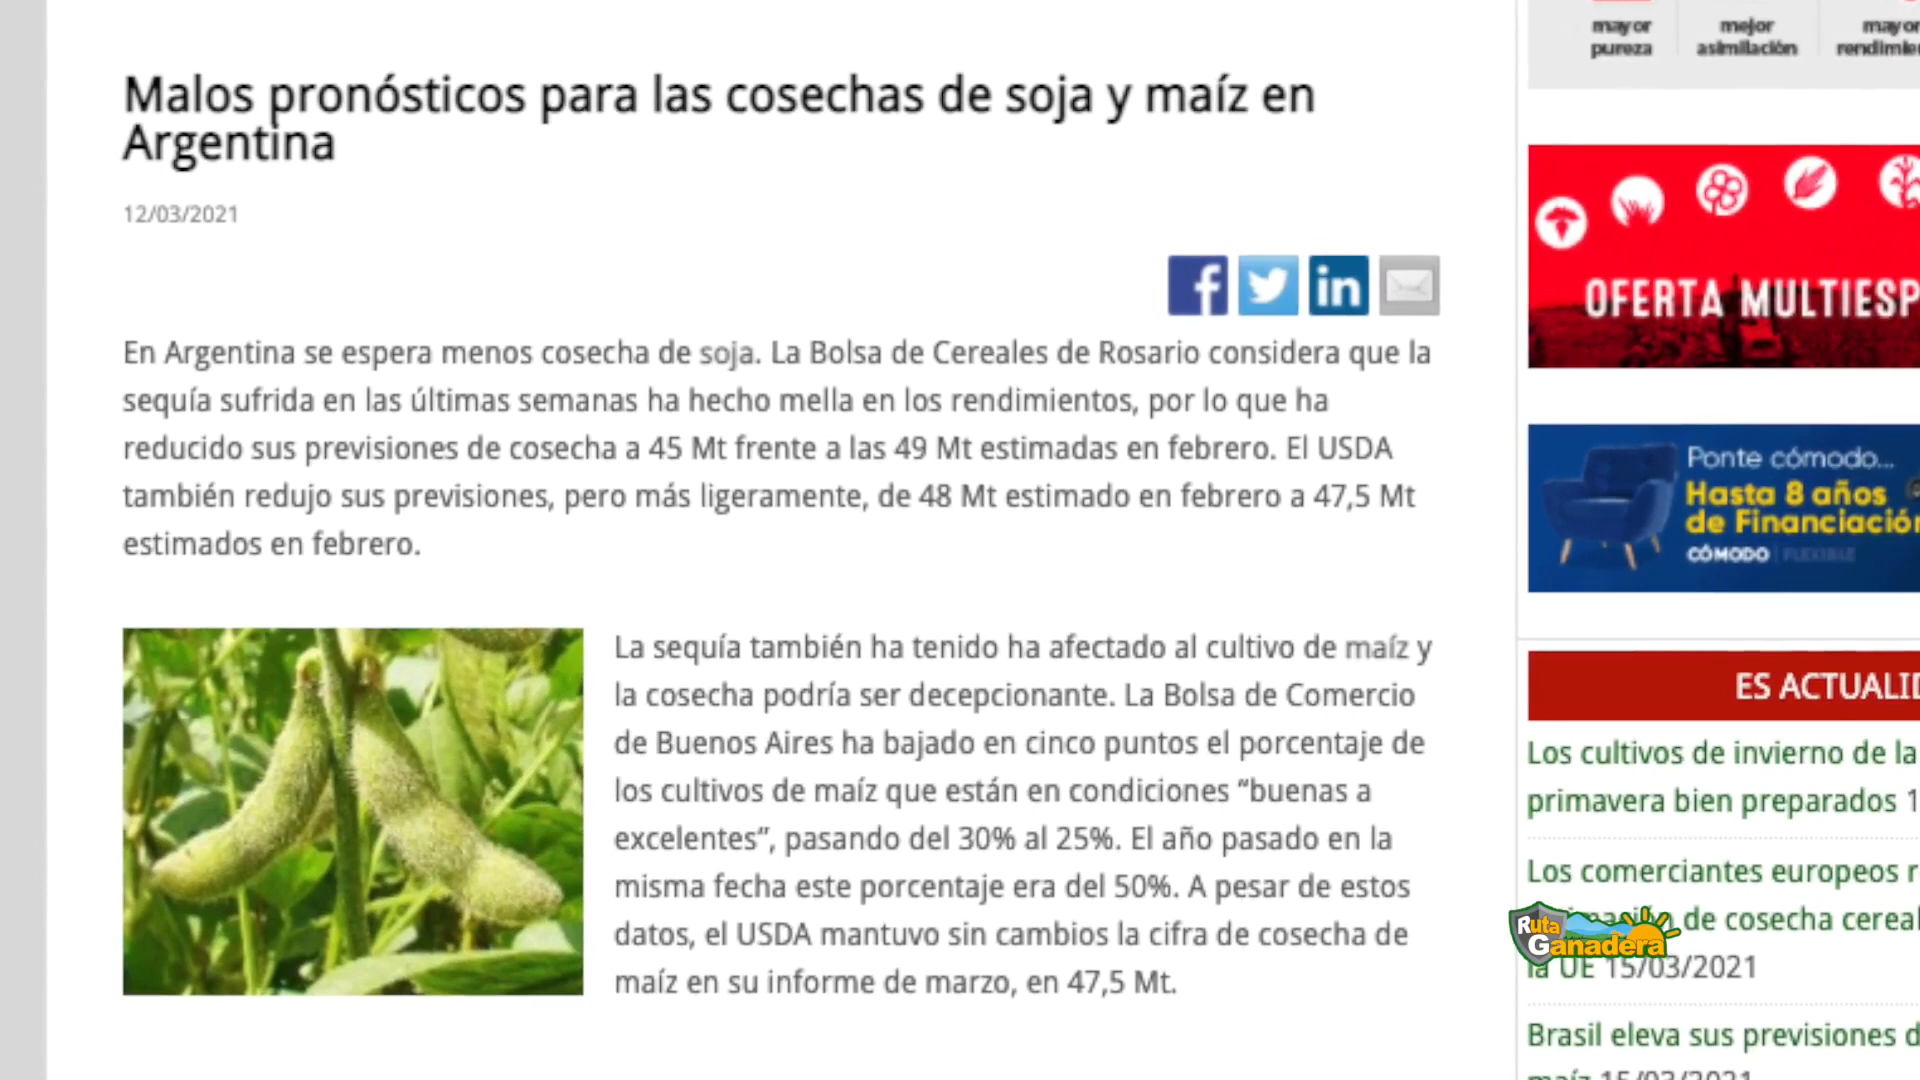 Malos pronósticos para las cosechas de soja y maíz en
Argentina
12/03/2021
En Argentina se espera menos cosecha de soja. La Bolsa de Cereales de Rosario considera que la
sequía sufrida en las últimas semanas ha hecho mella en los rendimientos, por lo que ha
reducido sus previsiones de cosecha a 45 Mt frente a las 49 Mt estimadas en febrero. El USDA
también redujo sus previsiones, pero más ligeramente, de 48 Mt estimado en febrero a 47,5 Mt
estimados en febrero.
La sequía también ha tenido ha afectado al cultivo de maíz y
la cosecha podría ser decepcionante. La Bolsa de Comercio
de Buenos Aires ha bajado en cinco puntos el porcentaje de
los cultivos de maíz que están en condiciones “buenas a
excelentes”, pasando del 30% al 25%. El año pasado en la
misma fecha este porcentaje era del 50%. A pesar de estos
datos, el USDA mantuvo sin cambios la cifra de cosecha de
maíz en su informe de marzo, en 47,5 Mt.
mayor
pureza
mejor
asimilación
mayor
OFERTA
Ponte cómodo...
Hasta 8 años
de Financiación
CÓMODO FLEXIBLE
ES
Los cultivos de invierno de la
primavera bien preparados
Los comerciantes europeos
de cosecha
la UE 15/03/2021
Brasil eleva sus previsiones
maíz 15/03/2021
Ruta
Ganadera